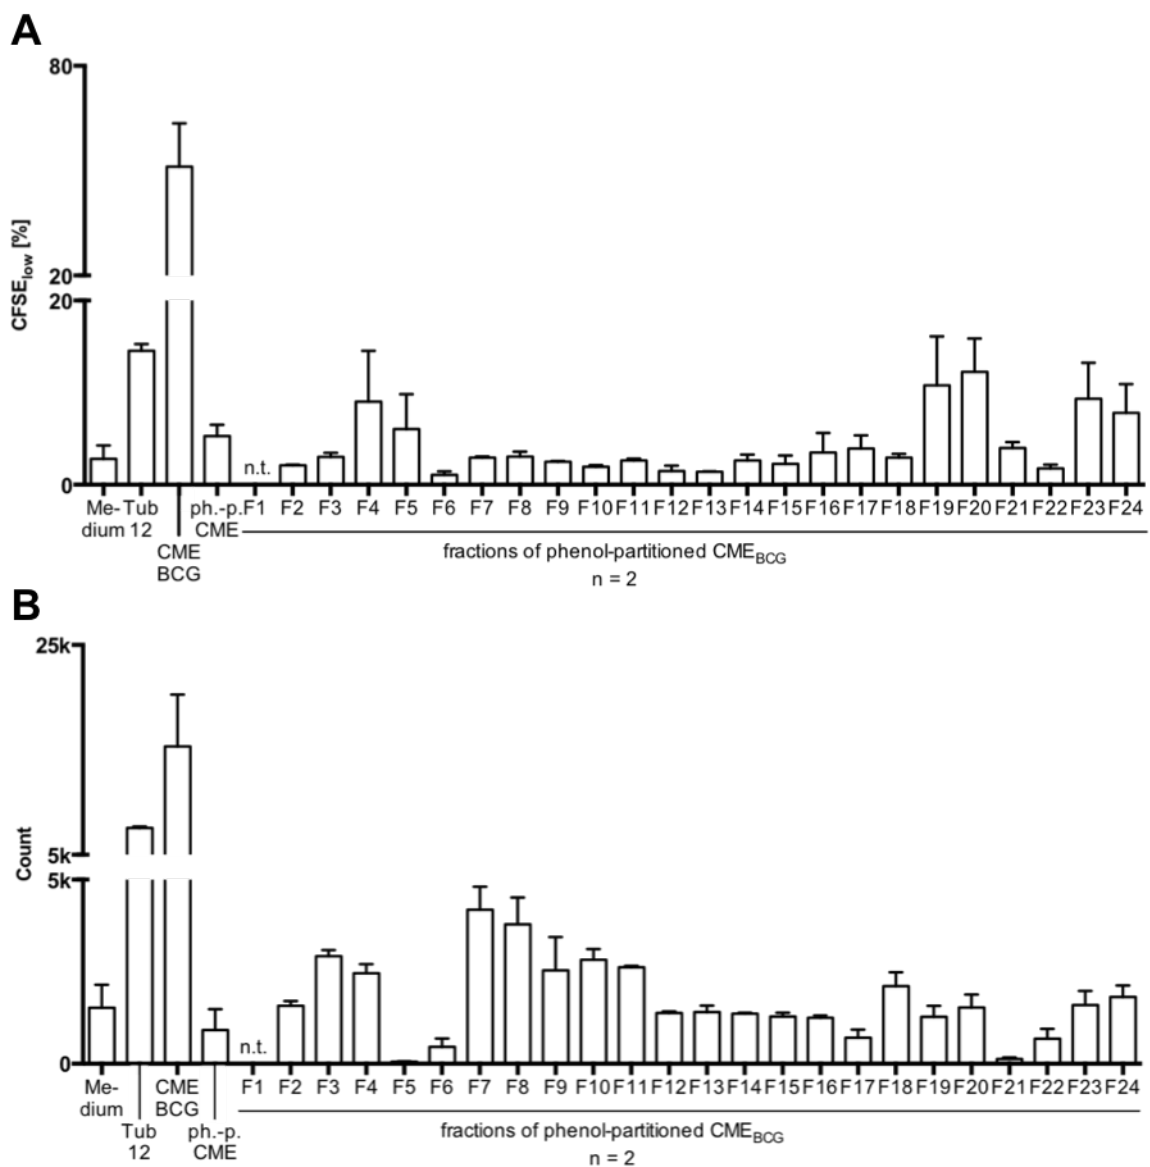 A
80
20
20
0
CFSElow [%]
n.t.
Me- Tub ph.-p. F1 F2 F3 F4 F5 F6 F7 F8 F9 F10 F11 F12 F13 F14 F15 F16 F17 F18 F19 F20 F21 F22 F23 F24
dium 12 CME
CME
BCG
fractions of phenol-partitioned CMEBCG
n = 2
B
25k
5k
5k
0
Count
n.t.
Me- CME F1 F2 F3 F4 F5 F6 F7 F8 F9 F10 F11 F12 F13 F14 F15 F16 F17 F18 F19 F20 F21 F22 F23 F24
dium BCG
Tub ph.-p.
12 CME
fractions of phenol-partitioned CMEBCG
n = 2